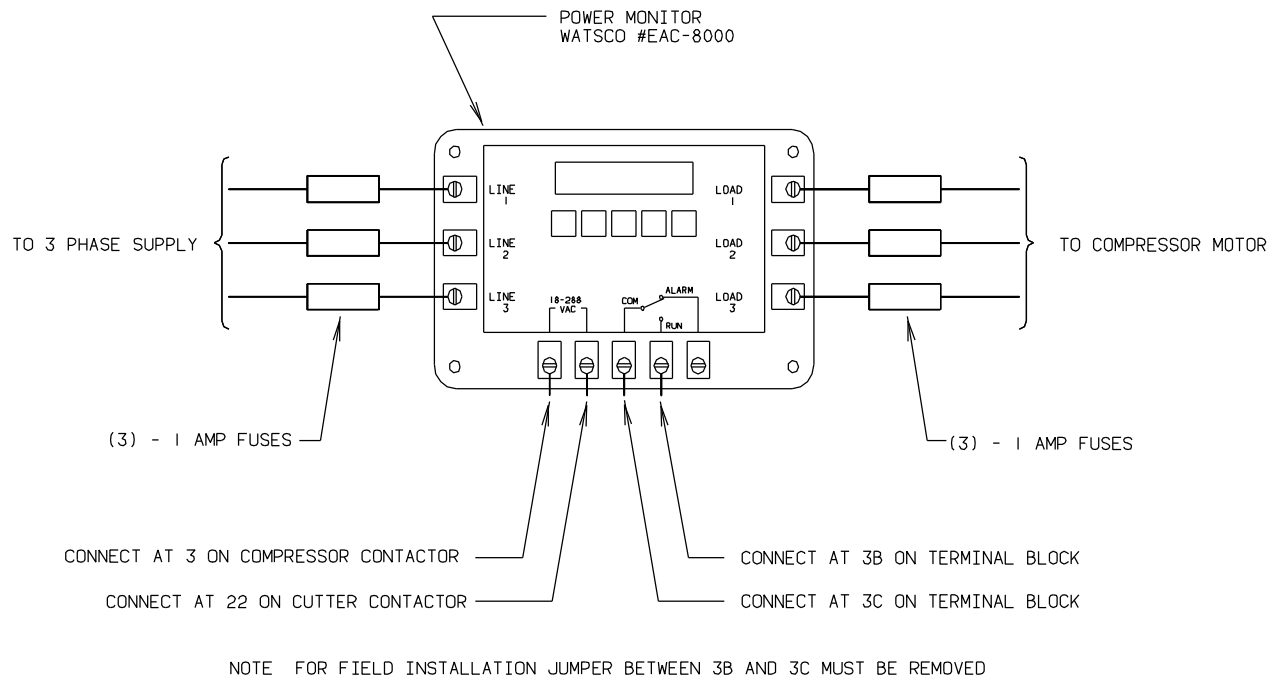 POWER MONITOR
WATSCO #EAC-8000
LINE
1
LOAD
1
TO 3 PHASE SUPPLY
LINE
2
LOAD
2
TO COMPRESSOR MOTOR
LINE
3
18-288
VAC
COM
ALARM
RUN
LOAD
3
(3) - 1 AMP FUSES
(3) - 1 AMP FUSES
CONNECT AT 3 ON COMPRESSOR CONTACTOR
CONNECT AT 3B ON TERMINAL BLOCK
CONNECT AT 22 ON CUTTER CONTACTOR
CONNECT AT 3C ON TERMINAL BLOCK
NOTE FOR FIELD INSTALLATION JUMPER BETWEEN 3B AND 3C MUST BE REMOVED